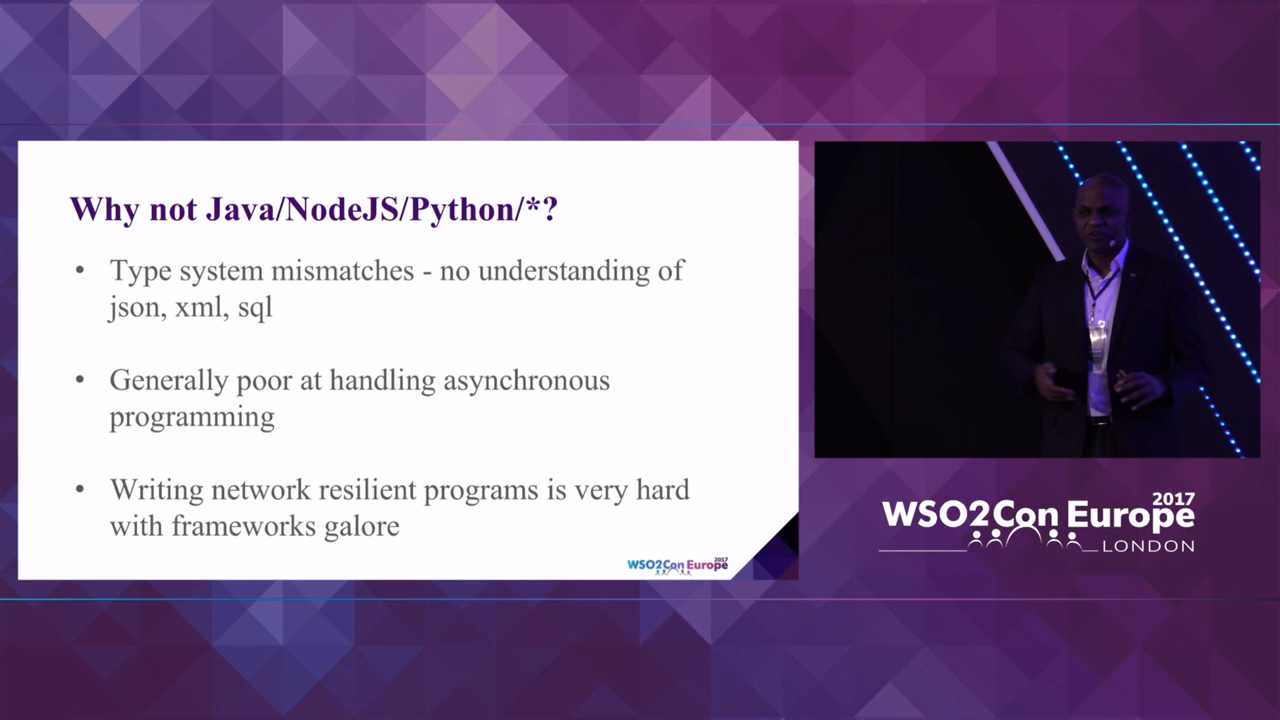 Why not Java/NodeJS/Python/*?
• Type system mismatches - no understanding of
json, xml, sql
• Generally poor at handling asynchronous
programming
• Writing network resilient programs is very hard
with frameworks galore
WSO2Con Europe 2017
WSO2Con Europe 2017
LONDON